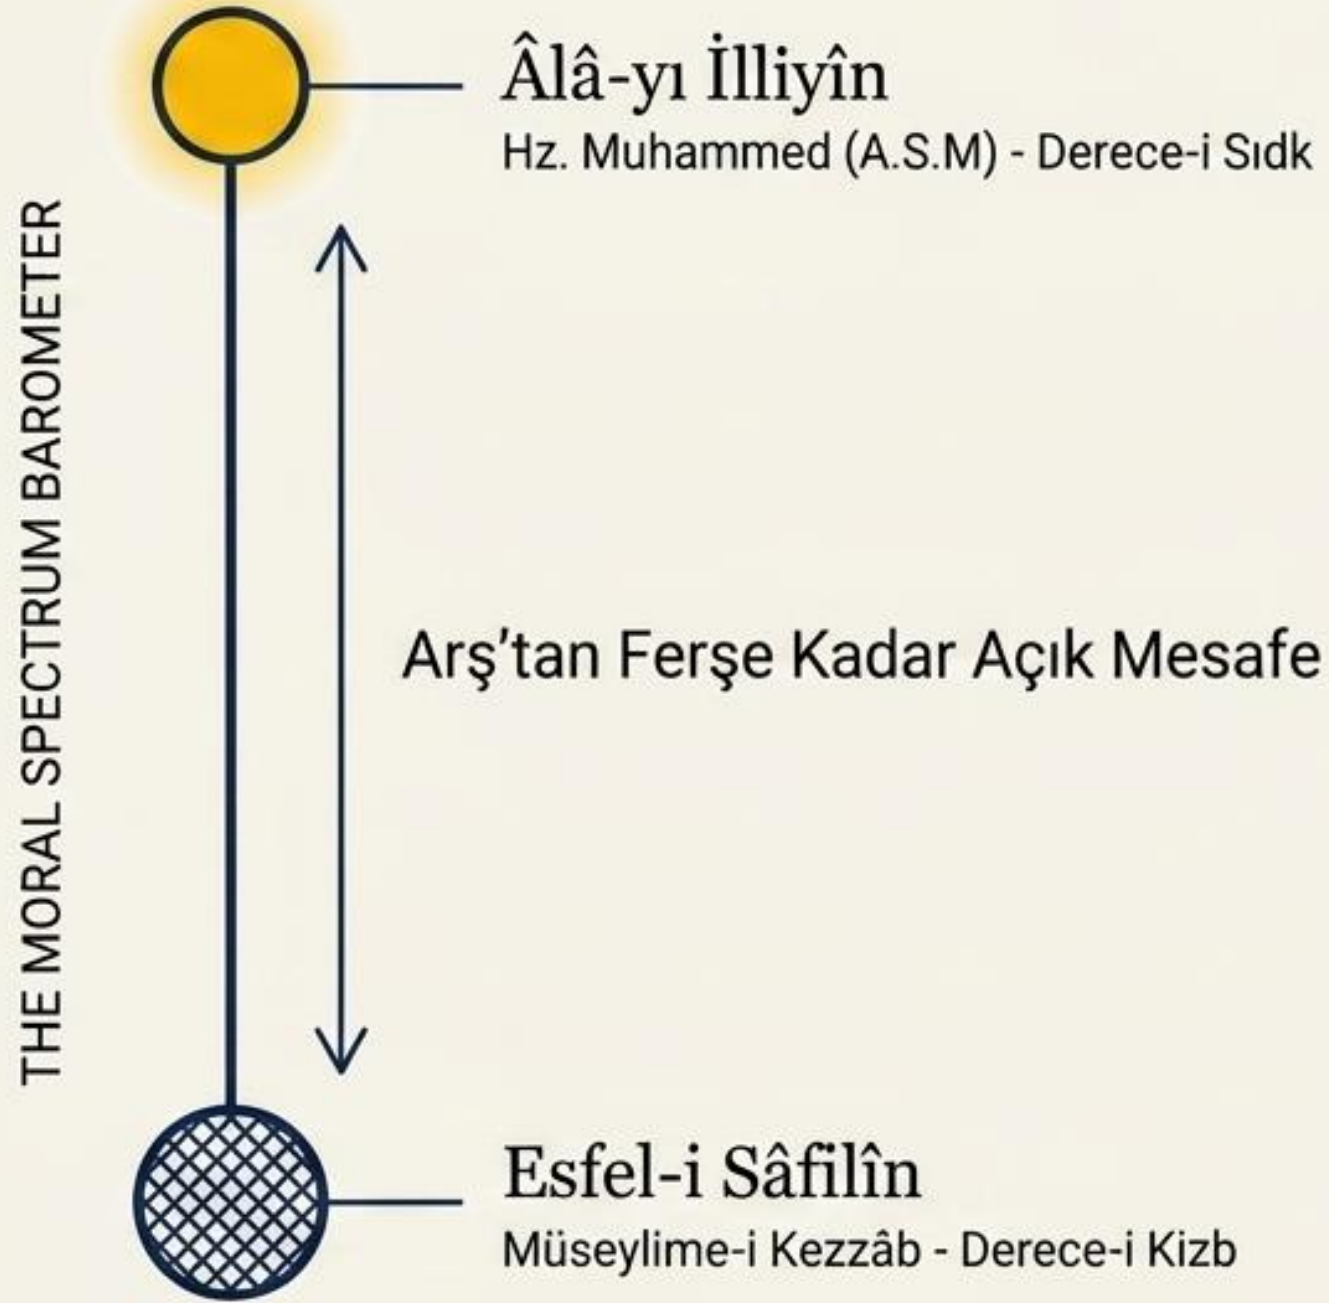 Âlâ-yı İlliyîn
Hz. Muhammed (A.S.M) - Derece-i Sıdk
THE MORAL SPECTRUM BAROMETER
Arş’tan Ferşe Kadar Açık Mesafe
Esfel-i Sâfilîn
Müseylime-i Kezzâb - Derece-i Kizb